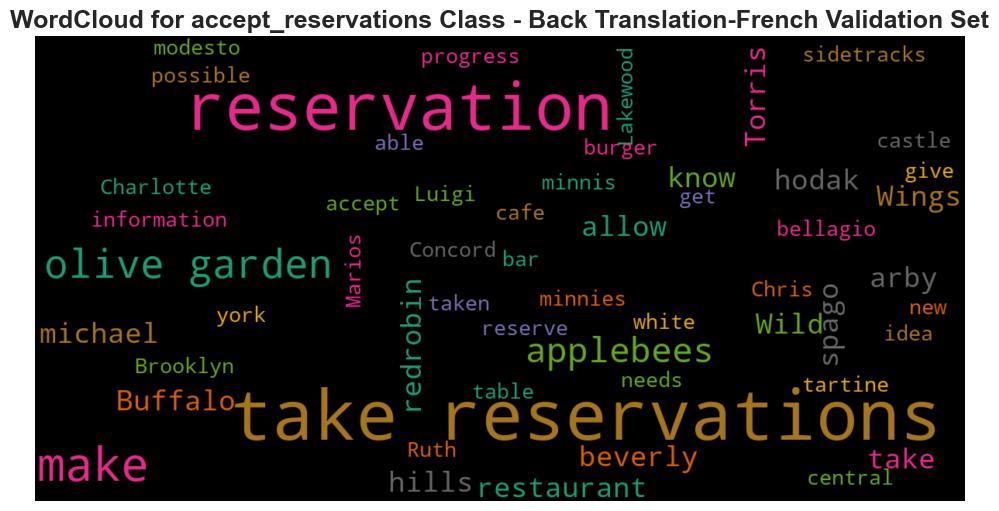 WordCloud for accept_reservations Class - Back Translation-French Validation Set
modesto
progress
sidetracks
possible
Lakewood
Torris
reservation
able
burger
castle
Charlotte
information
accept
Luigi
minnis
know
get
hodak
give
Wings
cafe
allow
bellagio
Concord
bar
olive garden
Marios
arby
york
taken
minnies
Chris
new
michael
redrobin
reserve
white
Wild
spago
idea
applebees
Brooklyn
needs
tartine
Buffalo
table
take reservations
make
Ruth
beverly
take
hills
restaurant
central